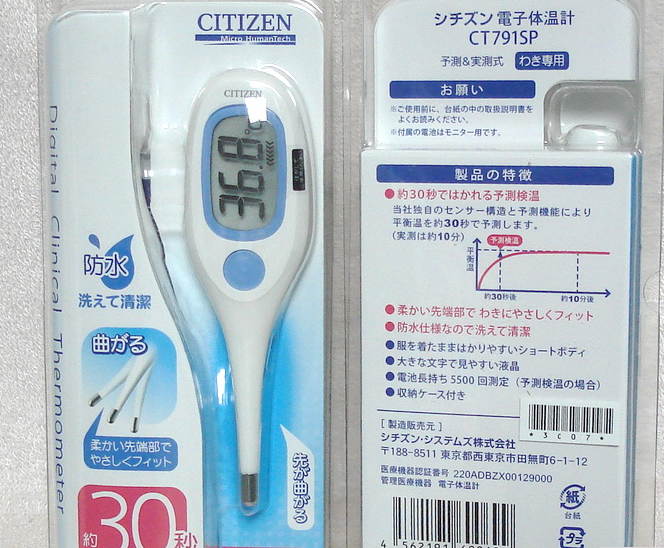 CITIZEN
Micro HumanTech
CITIZEN
36.8
℃
Digital Clinical Thermometer
防水
洗えて清潔
曲がる
柔かい先端部で
やさしくフィット
先が曲がる
約30秒
シチズン 電子体温計
CT791SP
予測&実測式 わき専用
お願い
※ご使用前に、台紙の中の取扱説明書を
よくお読みください。
※付属の電池はモニター用です。
製品の特徴
●約30秒ではかれる予測検温
当社独自のセンサー構造と予測機能により
平衡温を約30秒で予測します。
(実測は約10分)
予測検温
平衡温
約30秒後
約10分後
●柔かい先端部で わきにやさしくフィット
●防水仕様なので洗えて清潔
●服を着たままはかりやすいショートボディ
●大きな文字で見やすい液晶
●電池長持ち 5500 回測定 (予測検温の場合)
●収納ケース付き
*3C07*
[ 製造販売元 ]
シチズン・システムズ株式会社
〒188-8511 東京都西東京市田無町6-1-12
医療機器認証番号 220ADBZX00129000
管理医療機器 電子体温計
紙
台紙
プラ